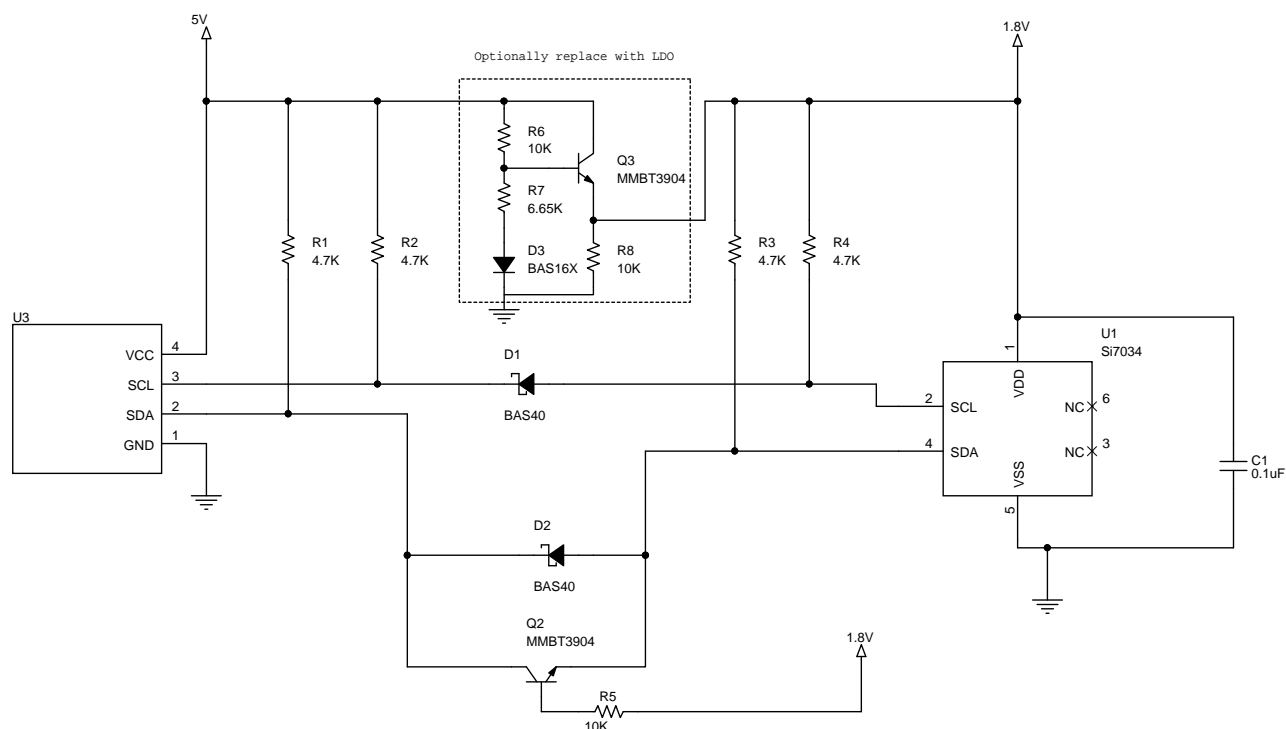 5V
1.8V
Optionally replace with LDO
R6
10K
Q3
MMBT3904
R7
6.65K
R1
4.7K
R2
4.7K
D3
BAS16X
R8
10K
R3
4.7K
R4
4.7K
U3
VCC
4
SCL
3
SDA
2
GND
1
D1
BAS40
U1
Si7034
1
VDD
2
SCL
NC
6
4
SDA
NC
3
VSS
5
C1
0.1uF
D2
BAS40
Q2
MMBT3904
1.8V
R5
10K